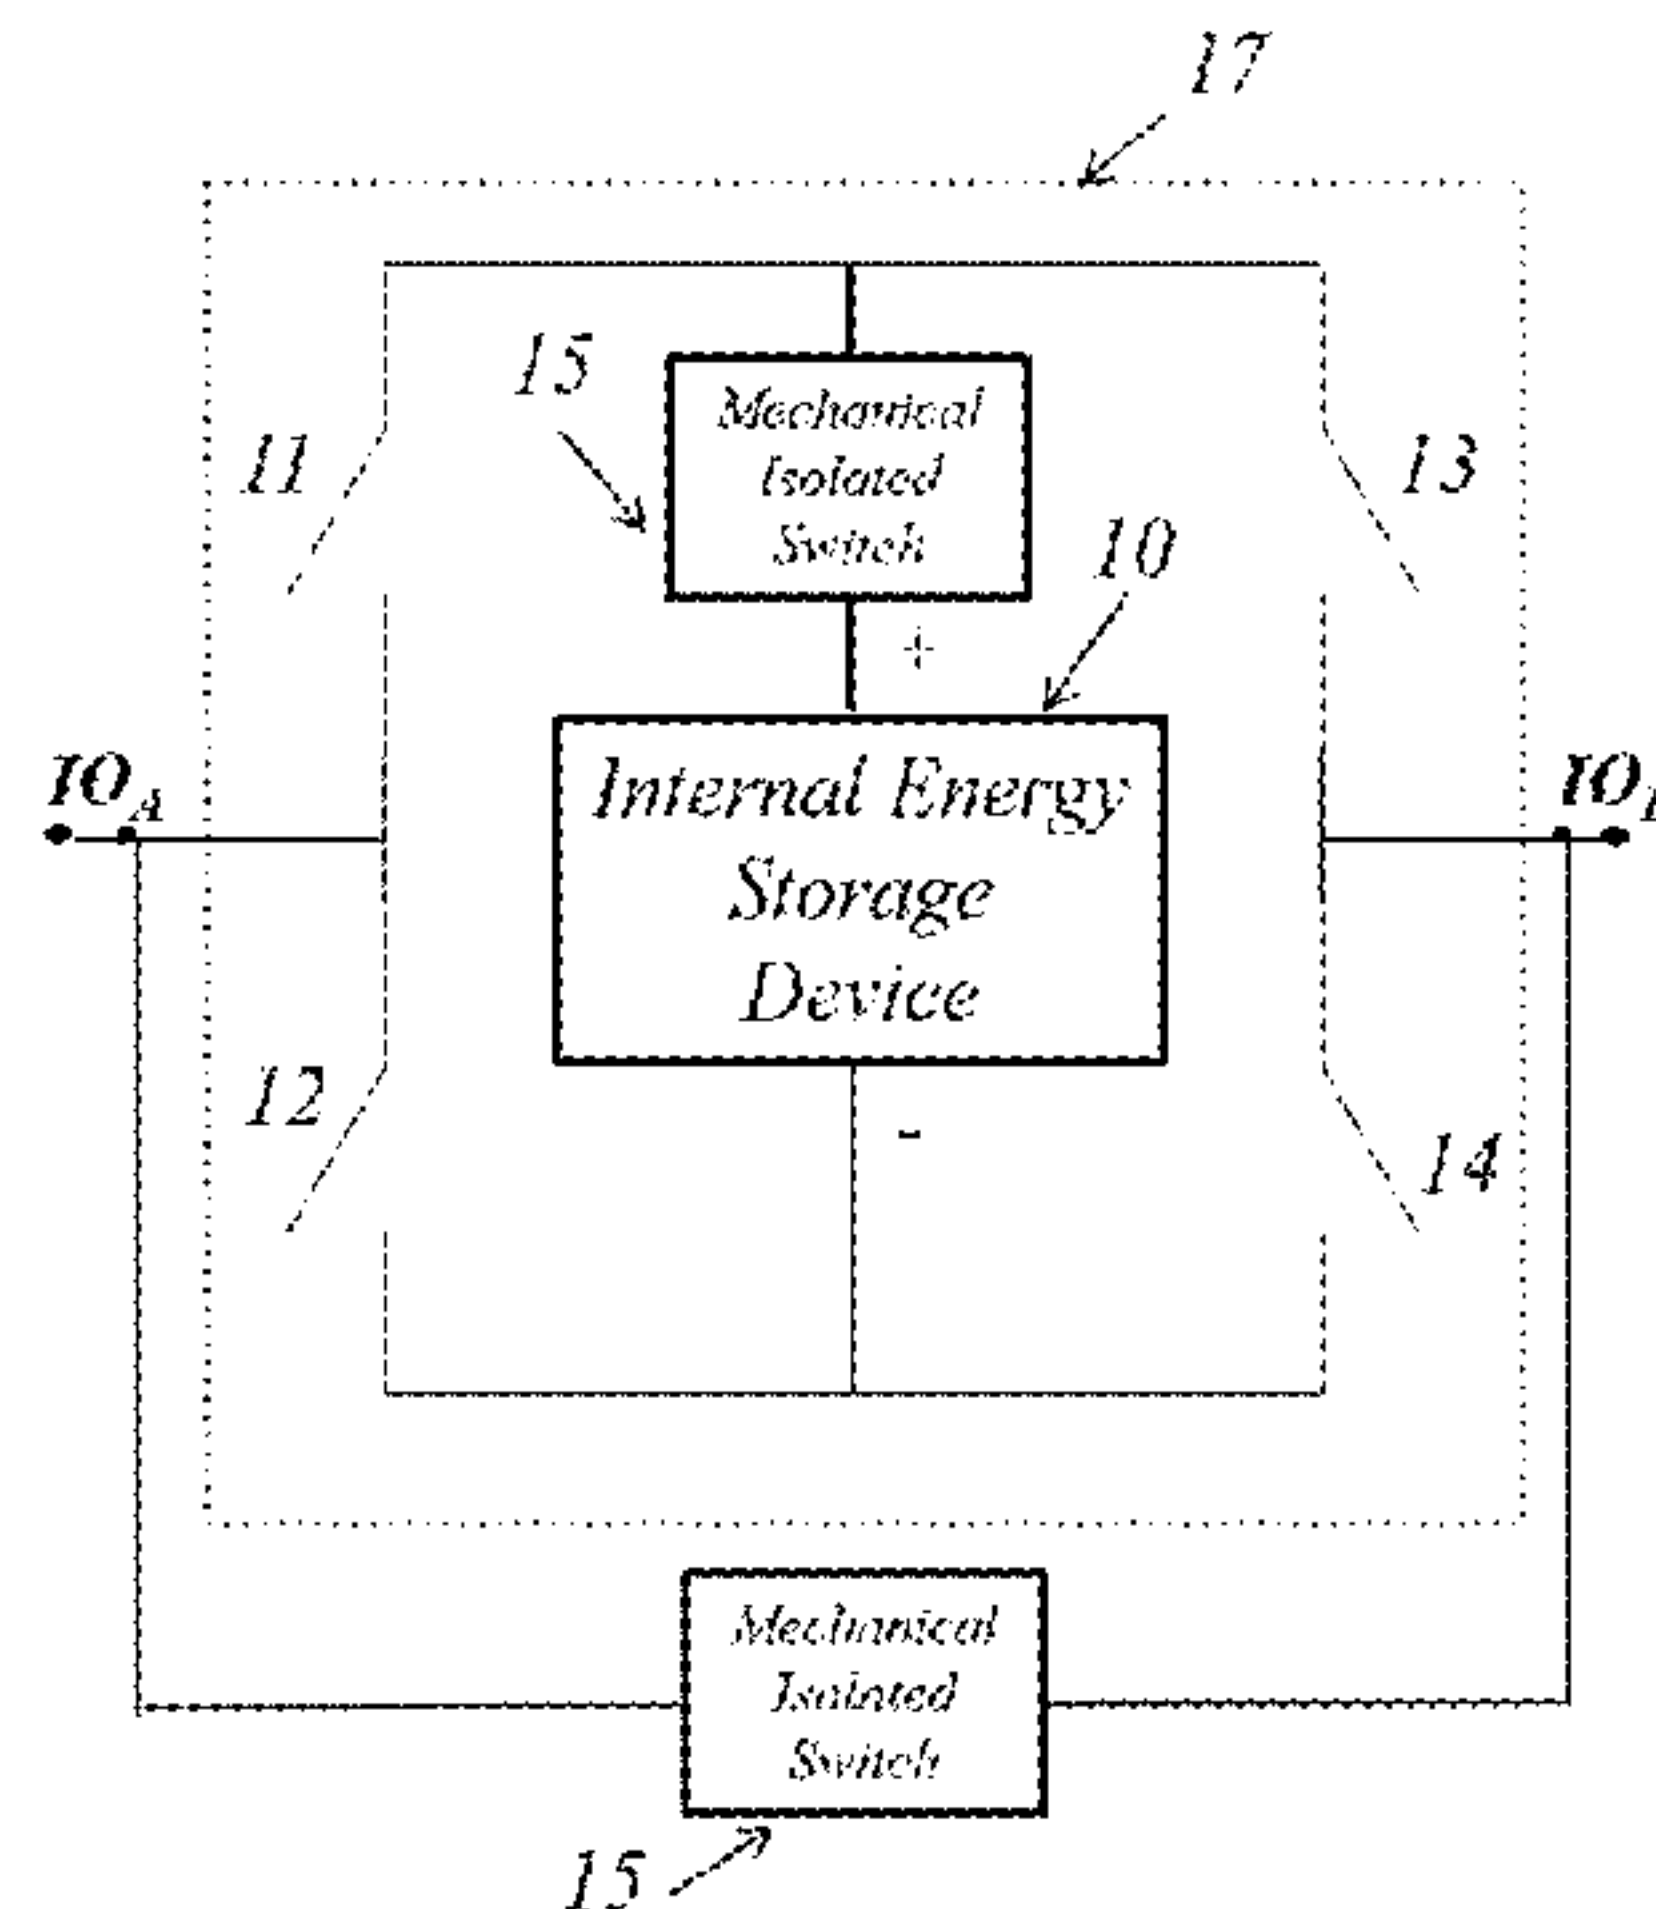 17
15
Mechanical
Isolated
Switch
11
13
10
+
Internal Energy
Storage
Device
IO_A
IO
12
-
14
Mechanical
Isolated
Switch
15